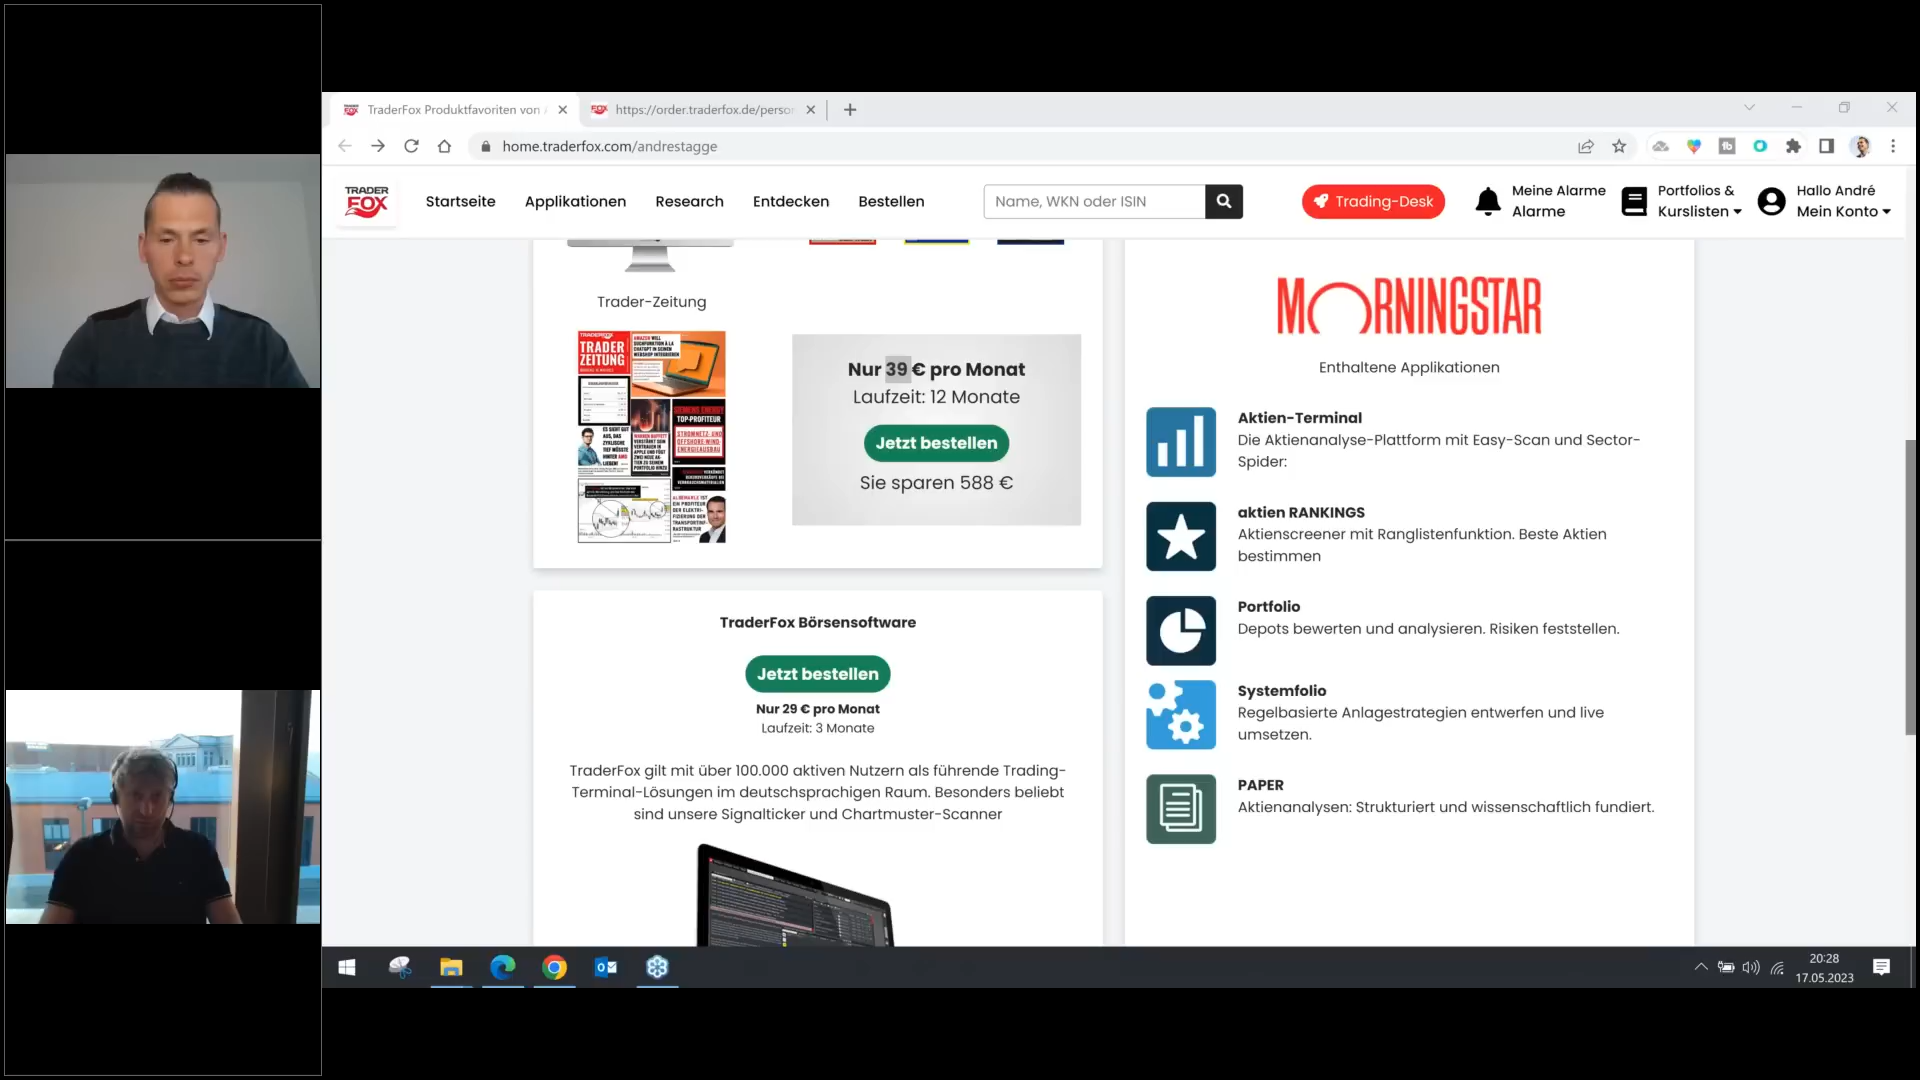 TraderFox Produktfavoriten von
https://order.traderfox.de/perso
home.traderfox.com/andrestagge
TRADER
FOX
Startseite
Applikationen
Research
Entdecken
Bestellen
Name, WKN oder ISIN
Trading-Desk
Meine Alarme
Alarme
Portfolios &
Kurslisten
Hallo André
Mein Konto
Trader-Zeitung
TRADER
ZEITUNG
Nur 39 € pro Monat
Laufzeit: 12 Monate
Jetzt bestellen
Sie sparen 588 €
TraderFox Börsensoftware
Jetzt bestellen
Nur 29 € pro Monat
Laufzeit: 3 Monate
TraderFox gilt mit über 100.000 aktiven Nutzern als führende Trading-
Terminal-Lösungen im deutschsprachigen Raum. Besonders beliebt
sind unsere Signalticker und Chartmuster-Scanner
MORNINGSTAR
Enthaltene Applikationen
Aktien-Terminal
Die Aktienanalyse-Plattform mit Easy-Scan und Sector-
Spider:
aktien RANKINGS
Aktienscreener mit Ranglistenfunktion. Beste Aktien
bestimmen
Portfolio
Depots bewerten und analysieren. Risiken feststellen.
Systemfolio
Regelbasierte Anlagestrategien entwerfen und live
umsetzen.
PAPER
Aktienanalysen: Strukturiert und wissenschaftlich fundiert.
20:28
17.05.2023